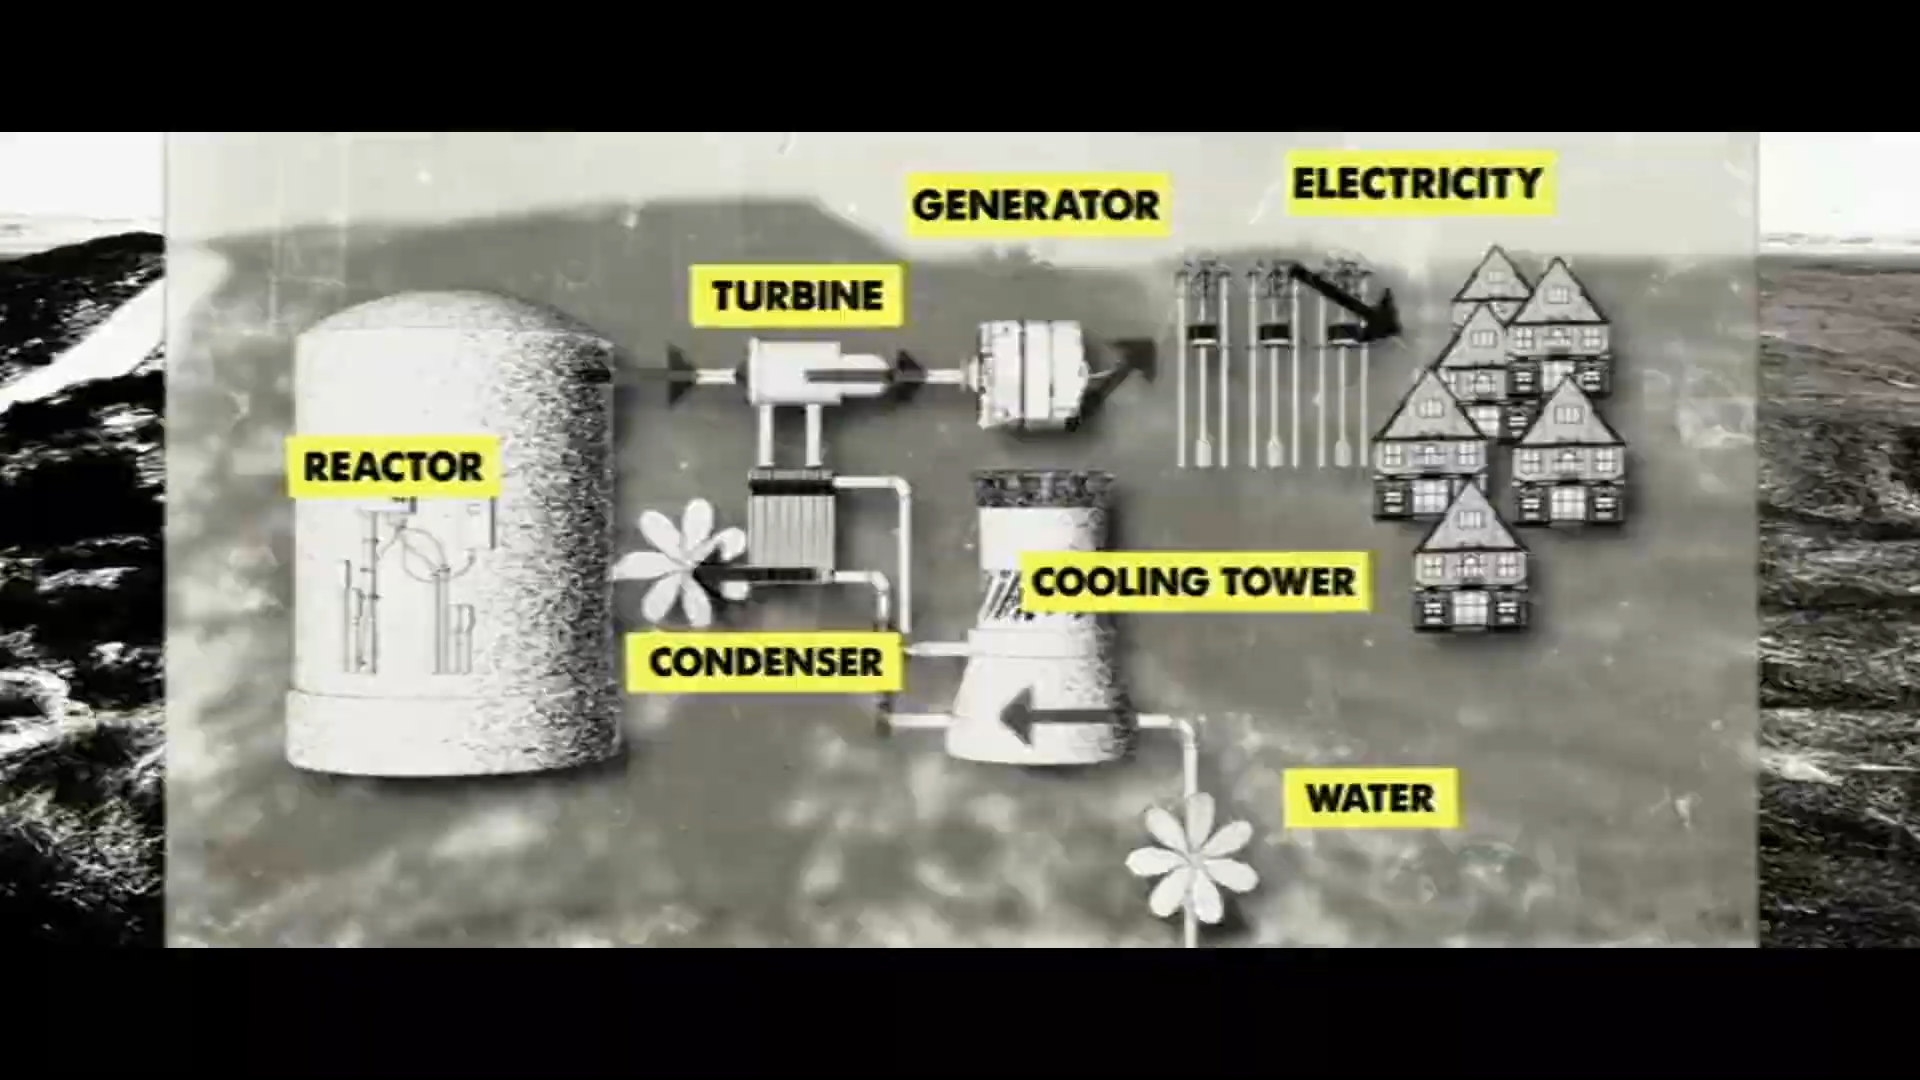 ELECTRICITY
GENERATOR
TURBINE
REACTOR
COOLING TOWER
CONDENSER
WATER